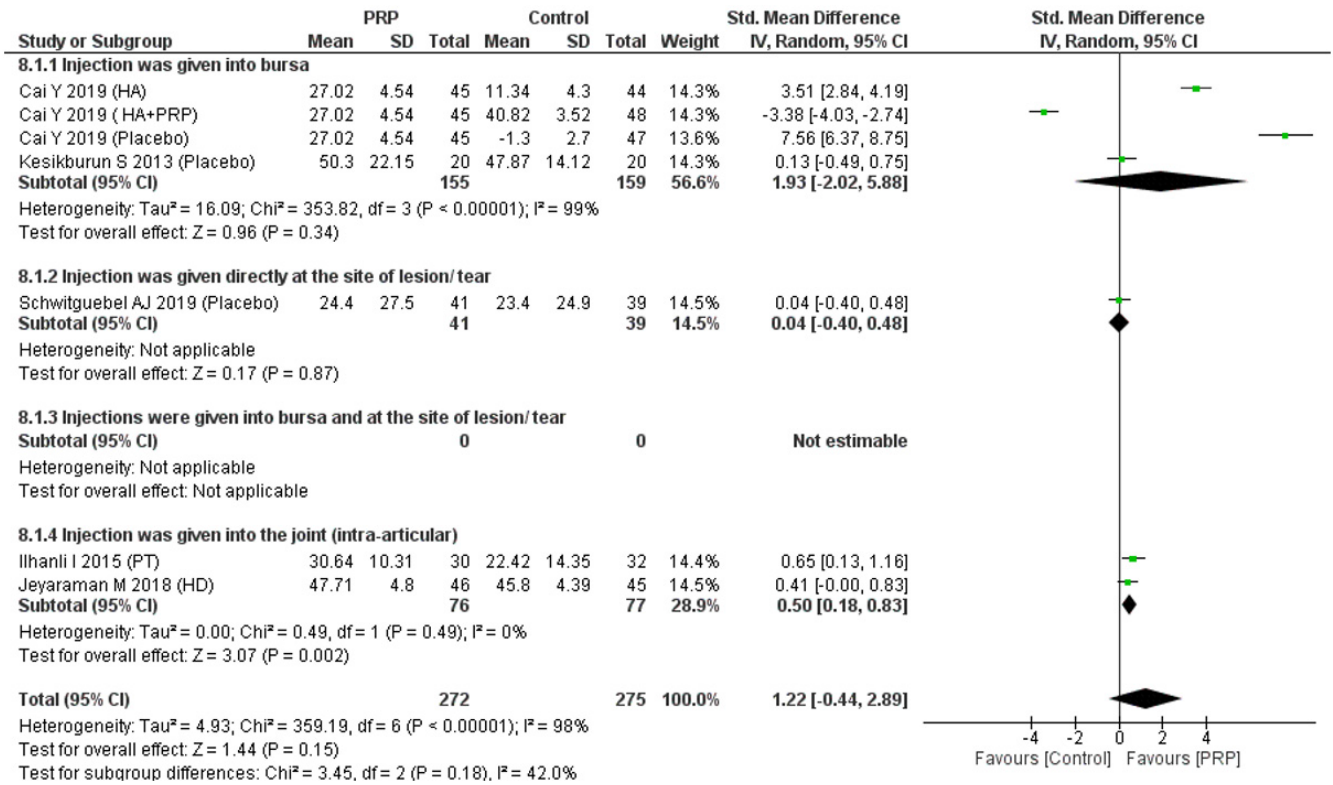 PRP Control Std. Mean Difference Std. Mean Difference
Study or Subgroup Mean SD Total Mean SD Total Weight IV, Random, 95% CI IV, Random, 95% CI
8.1.1 Injection was given into bursa
Cai Y 2019 (HA) 27.02 4.54 45 11.34 4.3 44 14.3% 3.51 [2.84, 4.19]
Cai Y 2019 ( HA+PRP) 27.02 4.54 45 40.82 3.52 48 14.3% -3.38 [-4.03, -2.74]
Cai Y 2019 (Placebo) 27.02 4.54 45 -1.3 2.7 47 13.6% 7.56 [6.37, 8.75]
Kesikburun S 2013 (Placebo) 50.3 22.15 20 47.87 14.12 20 14.3% 0.13 [-0.49, 0.75]
Subtotal (95% CI) 155 159 56.6% 1.93 [-2.02, 5.88]
Heterogeneity: Tau² = 16.09; Chi² = 353.82, df = 3 (P < 0.00001); I² = 99%
Test for overall effect: Z = 0.96 (P = 0.34)
8.1.2 Injection was given directly at the site of lesion/ tear
Schwitguebel AJ 2019 (Placebo) 24.4 27.5 41 23.4 24.9 39 14.5% 0.04 [-0.40, 0.48]
Subtotal (95% CI) 41 39 14.5% 0.04 [-0.40, 0.48]
Heterogeneity: Not applicable
Test for overall effect: Z = 0.17 (P = 0.87)
8.1.3 Injections were given into bursa and at the site of lesion/ tear
Subtotal (95% CI) 0 0 Not estimable
Heterogeneity: Not applicable
Test for overall effect: Not applicable
8.1.4 Injection was given into the joint (intra-articular)
Ilhanli I 2015 (PT) 30.64 10.31 30 22.42 14.35 32 14.4% 0.65 [0.13, 1.16]
Jeyaraman M 2018 (HD) 47.71 4.8 46 45.8 4.39 45 14.5% 0.41 [-0.00, 0.83]
Subtotal (95% CI) 76 77 28.9% 0.50 [0.18, 0.83]
Heterogeneity: Tau² = 0.00; Chi² = 0.49, df = 1 (P = 0.49); I² = 0%
Test for overall effect: Z = 3.07 (P = 0.002)
Total (95% CI) 272 275 100.0% 1.22 [-0.44, 2.89]
Heterogeneity: Tau² = 4.93; Chi² = 359.19, df = 6 (P < 0.00001); I² = 98%
Test for overall effect: Z = 1.44 (P = 0.15)
Test for subgroup differences: Chi² = 3.45, df = 2 (P = 0.18), I² = 42.0%
-4 -2 0 2 4
Favours [Control] Favours [PRP]